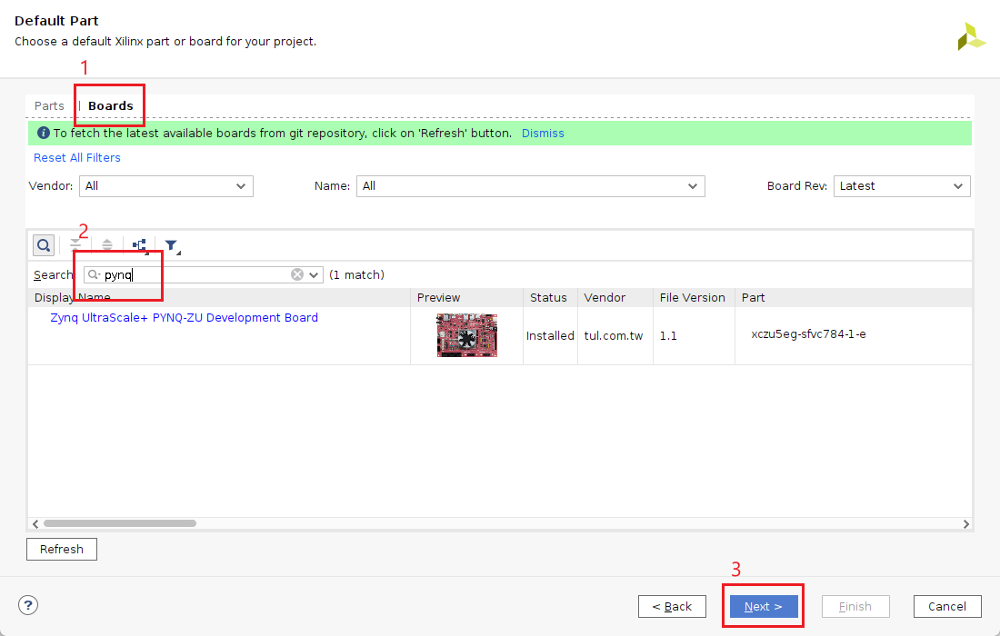 Default Part
Choose a default Xilinx part or board for your project.
1
Parts | Boards
To fetch the latest available boards from git repository, click on 'Refresh' button. Dismiss
Reset All Filters
Vendor: All Name: All Board Rev: Latest
2
Search: pynq (1 match)
Display Name Preview Status Vendor File Version Part
Zynq UltraScale+ PYNQ-ZU Development Board Installed tul.com.tw 1.1 xczu5eg-sfvc784-1-e
Refresh
3
? < Back Next > Finish Cancel